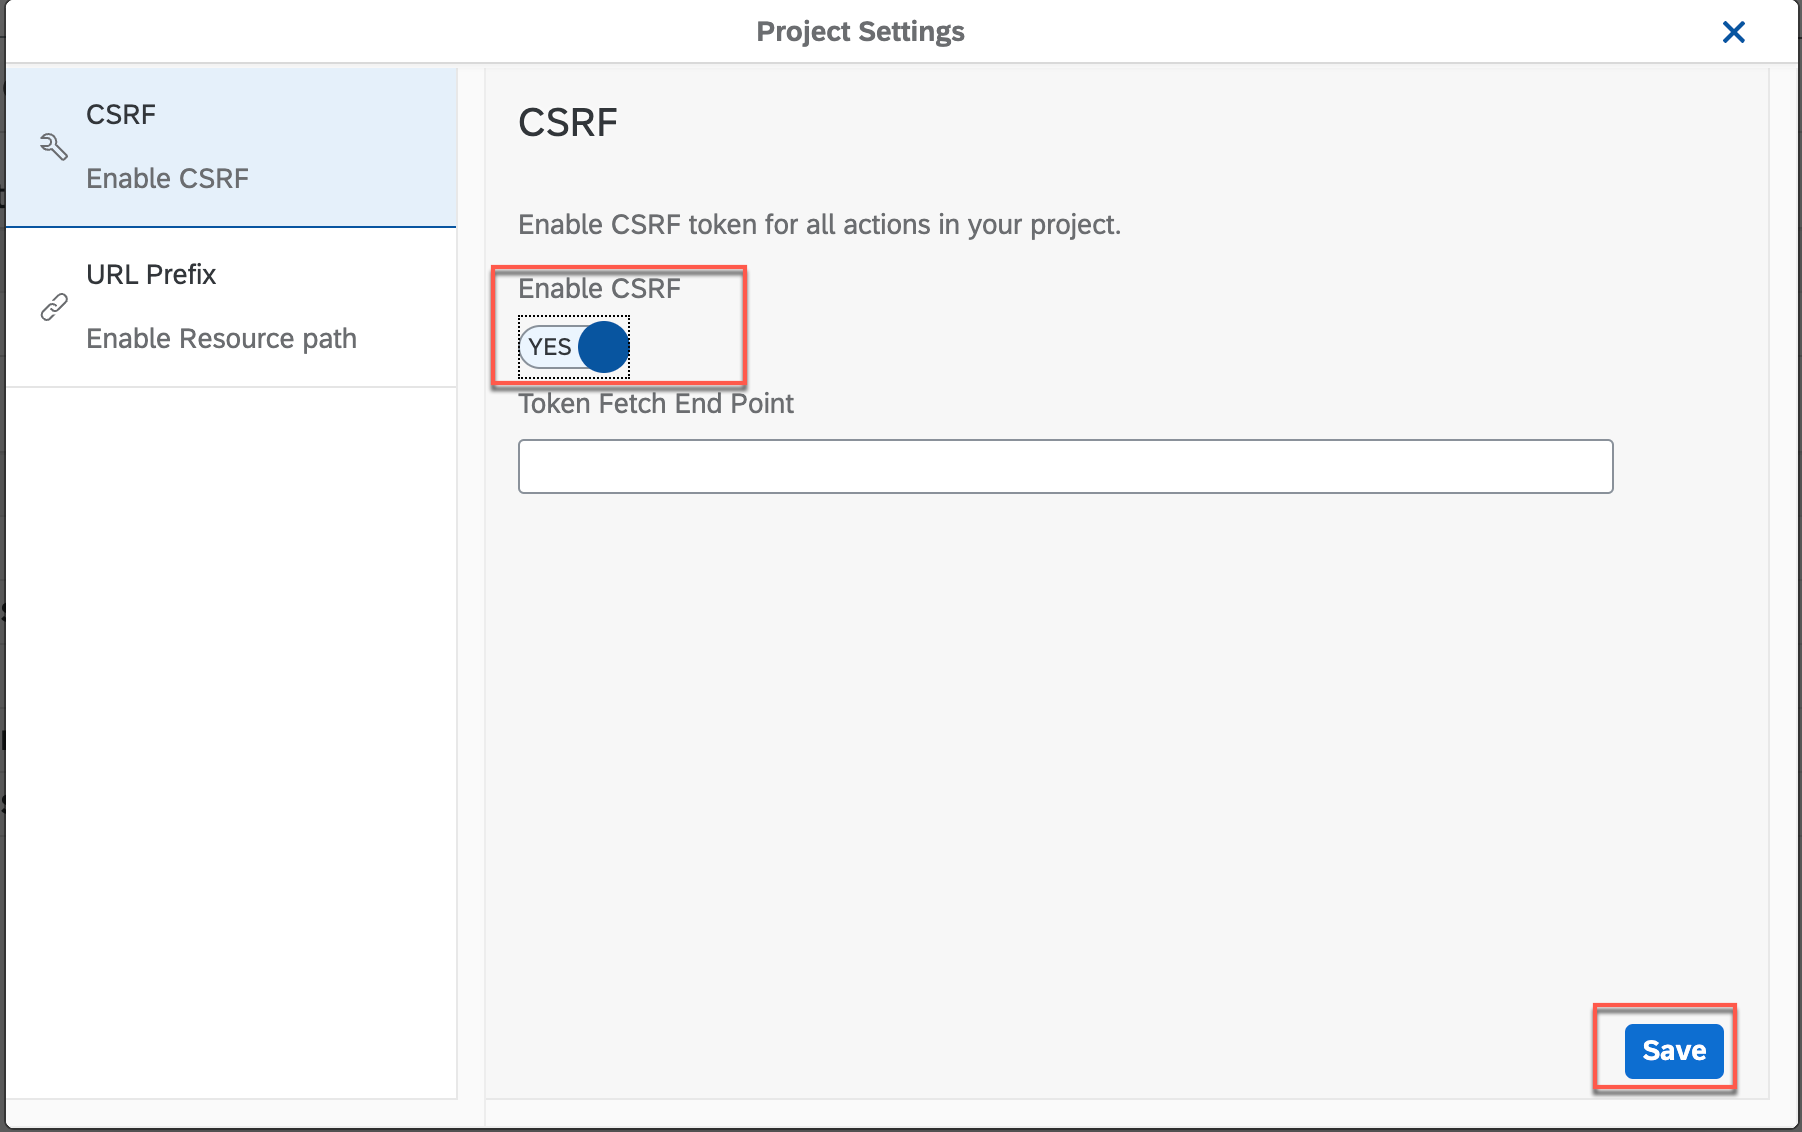 Project Settings
CSRF
Enable CSRF
URL Prefix
Enable Resource path
CSRF
Enable CSRF token for all actions in your project.
Enable CSRF
YES
Token Fetch End Point
Save